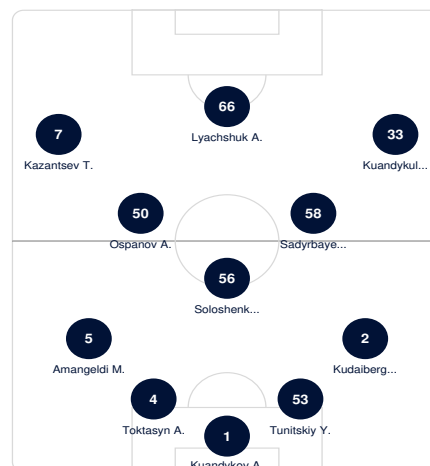 66
Lyachshuk A.
7
Kazantsev T.
33
Kuandykul...
50
Ospanov A.
58
Sadyrbaye...
56
Soloshenk...
5
Amangeldi M.
2
Kudaiberg...
4
Toktasyn A.
53
Tunitskiy Y.
1
Kuandykov A.